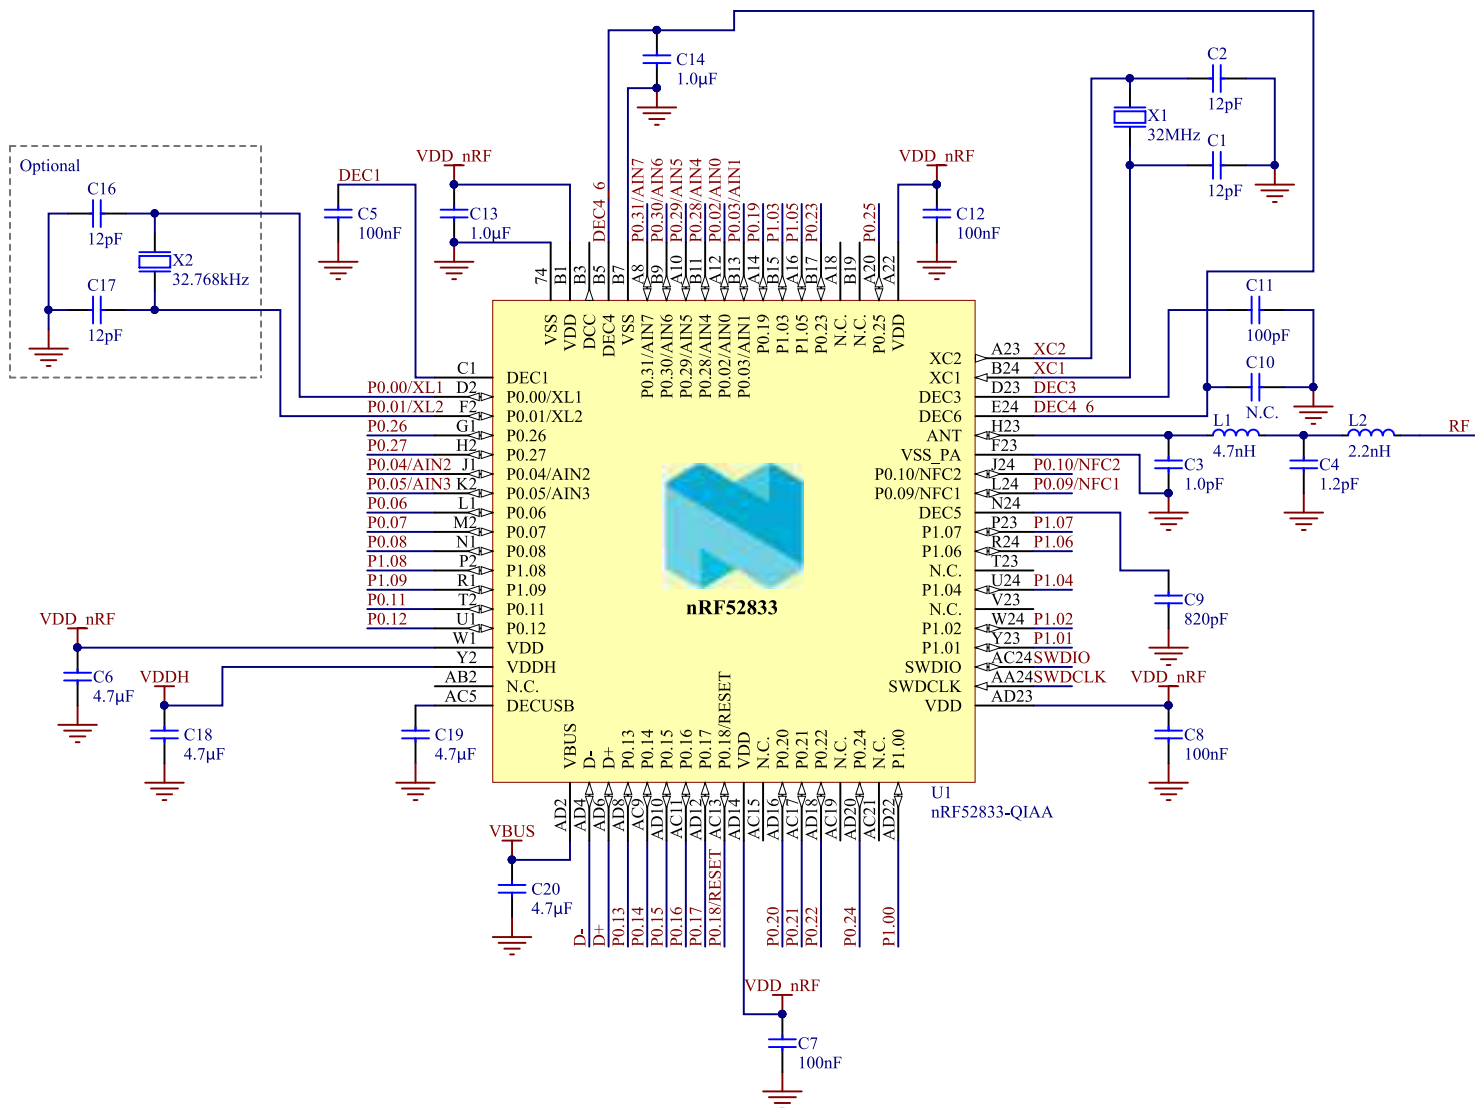 C14
1.0µF
C2
12pF
X1
32MHz
C1
12pF
Optional
C16
12pF
X2
32.768kHz
C17
12pF
DEC1
C5
100nF
VDD_nRF
C13
1.0µF
DEC4_6
P0.31/AIN7
P0.30/AIN6
P0.29/AIN5
P0.28/AIN4
P0.02/AIN0
P0.03/AIN1
P0.19
P1.03
P1.05
P0.23
P0.25
VDD_nRF
C12
100nF
74
B1
B3
B5
B7
A8
B9
A10
B11
A12
B13
A14
B15
A16
B17
A18
B19
A20
A22
VSS
VDD
DCC
DEC4
VSS
P0.31/AIN7
P0.30/AIN6
P0.29/AIN5
P0.28/AIN4
P0.02/AIN0
P0.03/AIN1
P0.19
P1.03
P1.05
P0.23
N.C.
N.C.
P0.25
VDD
C11
100pF
C10
N.C.
C1 DEC1
P0.00/XL1 D2 P0.00/XL1
P0.01/XL2 F2 P0.01/XL2
P0.26 G1 P0.26
P0.27 H2 P0.27
P0.04/AIN2 J1 P0.04/AIN2
P0.05/AIN3 K2 P0.05/AIN3
P0.06 L1 P0.06
P0.07 M2 P0.07
P0.08 N1 P0.08
P1.08 P2 P1.08
P1.09 R1 P1.09
P0.11 T2 P0.11
P0.12 U1 P0.12
W1 VDD
Y2 VDDH
AB2 N.C.
AC5 DECUSB
XC2 A23 XC2
XC1 B24 XC1
DEC3 D23 DEC3
DEC6 E24 DEC4_6
ANT H23
VSS_PA F23
P0.10/NFC2 J24 P0.10/NFC2
P0.09/NFC1 L24 P0.09/NFC1
DEC5 N24
P1.07 P23 P1.07
P1.06 R24 P1.06
N.C. T23
P1.04 U24 P1.04
N.C. V23
P1.02 W24 P1.02
P1.01 Y23 P1.01
SWDIO AC24 SWDIO
SWDCLK AA24 SWDCLK
VDD AD23
L1
4.7nH
L2
2.2nH
RF
C3
1.0pF
C4
1.2pF
C9
820pF
VDD_nRF
C8
100nF
nRF52833
VDD_nRF
C6
4.7µF
VDDH
C18
4.7µF
C19
4.7µF
VBUS
D-
D+
P0.13
P0.14
P0.15
P0.16
P0.17
P0.18/RESET
VDD
N.C.
P0.20
P0.21
P0.22
N.C.
P0.24
N.C.
P1.00
U1
nRF52833-QIAA
AD2
AD4
AD6
AD8
AC9
AD10
AC11
AD12
AC13
AD14
AC15
AD16
AC17
AD18
AC19
AD20
AC21
AD22
VBUS
C20
4.7µF
D-
D+
P0.13
P0.14
P0.15
P0.16
P0.17
P0.18/RESET
P0.20
P0.21
P0.22
P0.24
P1.00
VDD_nRF
C7
100nF